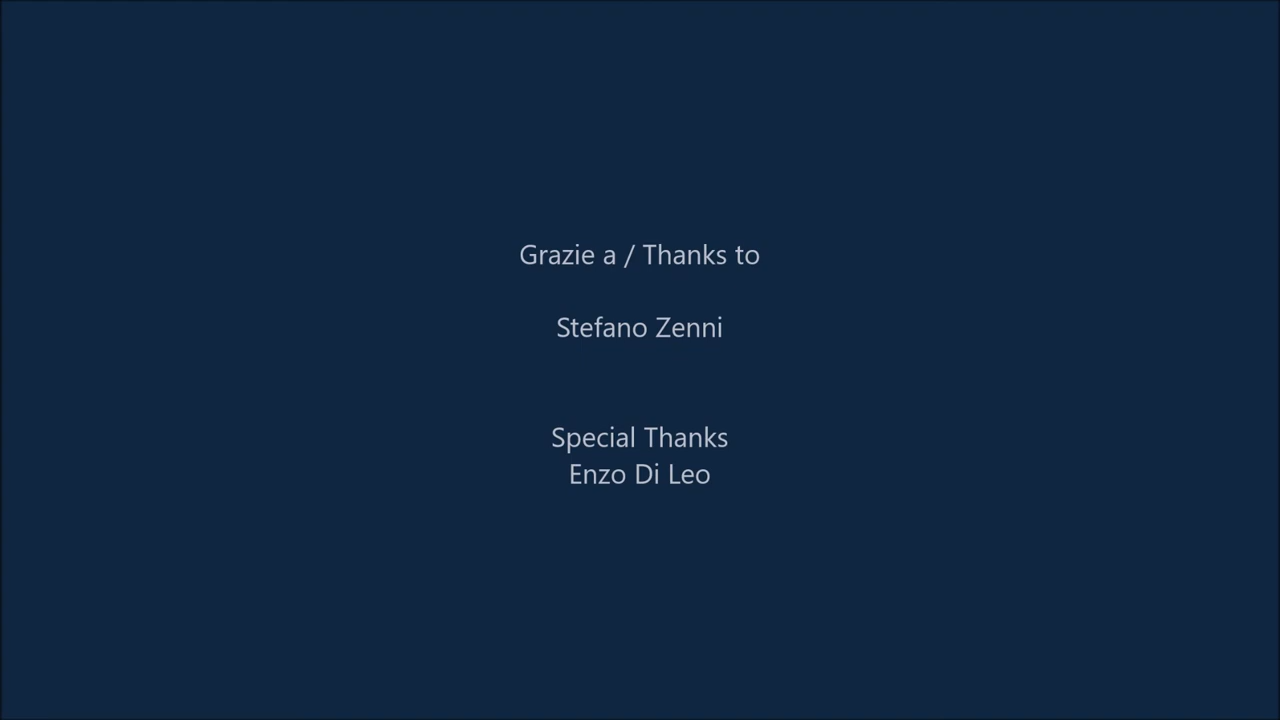 Grazie a / Thanks to
Stefano Zenni
Special Thanks
Enzo Di Leo